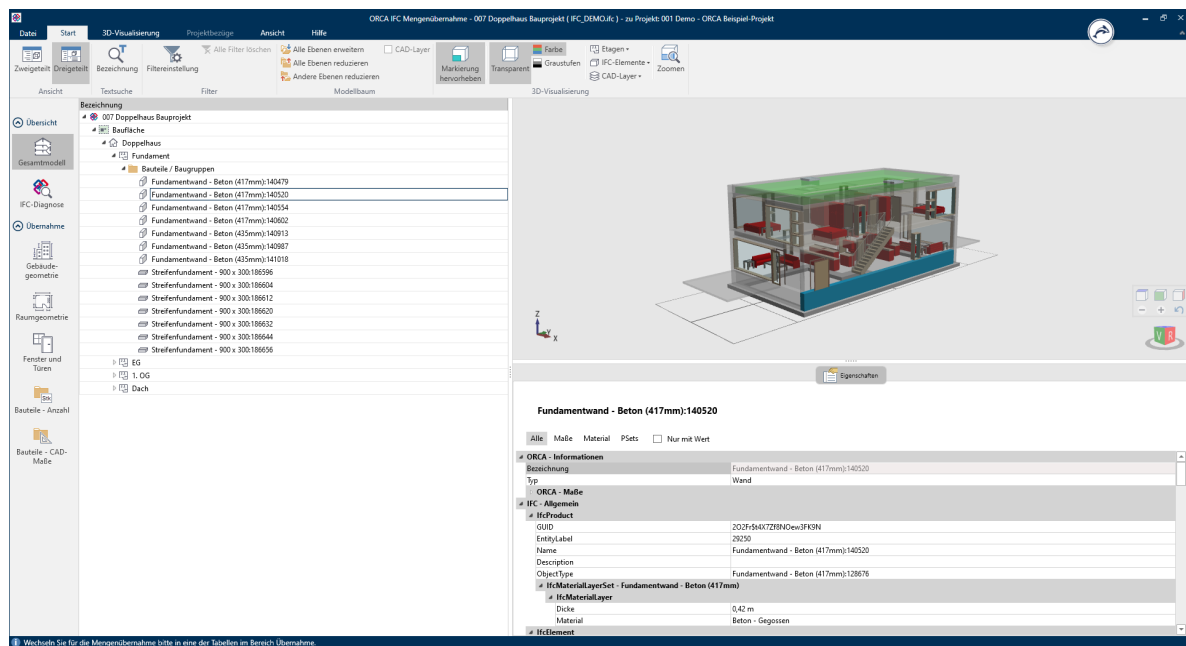 ORCA IFC Mengenübernahme - 007 Doppelhaus Bauprojekt ( IFC_DEMO.ifc ) - zu Projekt: 001 Demo - ORCA Beispiel-Projekt
Datei Start 3D-Visualisierung Projektbezüge Ansicht Hilfe
Zweigeteilt Dreigeteilt
Ansicht
Bezeichnung
Textsuche
Filtereinstellung
Alle Filter löschen
Filter
Alle Ebenen erweitern
Alle Ebenen reduzieren
Andere Ebenen reduzieren
CAD-Layer
Modellbaum
Markierung
hervorheben
Transparent
Farbe
Graustufen
Etagen
IFC-Elemente
CAD-Layer
Zoomen
3D-Visualisierung
Übersicht
Gesamtmodell
IFC-Diagnose
Übernahme
Gebäude-
geometrie
Raumgeometrie
Fenster und
Türen
Stk
Bauteile - Anzahl
Bauteile - CAD-
Maße
Bezeichnung
007 Doppelhaus Bauprojekt
Baufläche
Doppelhaus
Fundament
Bauteile / Baugruppen
Fundamentwand - Beton (417mm):140479
Fundamentwand - Beton (417mm):140520
Fundamentwand - Beton (417mm):140554
Fundamentwand - Beton (417mm):140602
Fundamentwand - Beton (435mm):140913
Fundamentwand - Beton (435mm):140987
Fundamentwand - Beton (435mm):141018
Streifenfundament - 900 x 300:186596
Streifenfundament - 900 x 300:186604
Streifenfundament - 900 x 300:186612
Streifenfundament - 900 x 300:186620
Streifenfundament - 900 x 300:186632
Streifenfundament - 900 x 300:186644
Streifenfundament - 900 x 300:186656
EG
1. OG
Dach
Z
Y
X
V R
Eigenschaften
Fundamentwand - Beton (417mm):140520
Alle Maße Material PSets Nur mit Wert
ORCA - Informationen
Bezeichnung Fundamentwand - Beton (417mm):140520
Typ Wand
ORCA - Maße
IFC - Allgemein
IfcProduct
GUID 2O2Fr$t4X7Zf8NOew3FK9N
EntityLabel 29250
Name Fundamentwand - Beton (417mm):140520
Description
ObjectType Fundamentwand - Beton (417mm):128676
IfcMaterialLayerSet - Fundamentwand - Beton (417mm)
IfcMaterialLayer
Dicke 0,42 m
Material Beton - Gegossen
IfcElement
Wechseln Sie für die Mengenübernahme bitte in eine der Tabellen im Bereich Übernahme.